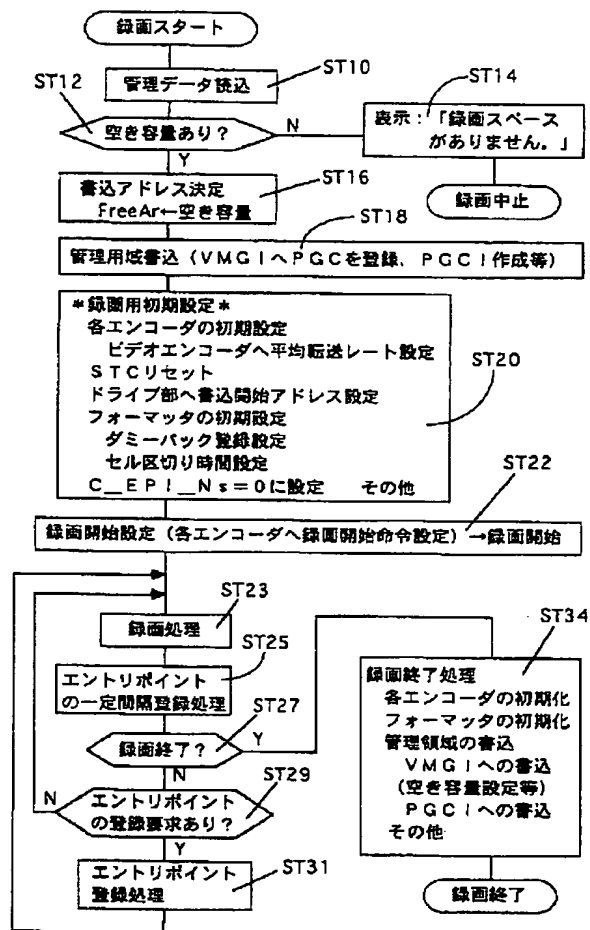 録画スタート
ST10
管理データ読込
ST12
空き容量あり？
N
Y
ST14
表示：「録画スペース
がありません。」
録画中止
ST16
書込アドレス決定
FreeAr←空き容量
ST18
管理用域書込（VMGIへPGCを登録、PGCI作成等）
＊録画用初期設定＊
各エンコーダの初期設定
ビデオエンコーダへ平均転送レート設定
STCリセット
ドライブ部へ書込開始アドレス設定
フォーマッタの初期設定
ダミーパック登録設定
セル区切り時間設定
C_EPI_Ns＝0に設定　その他
ST20
ST22
録画開始設定（各エンコーダへ録画開始命令設定）→録画開始
ST23
録画処理
ST25
エントリポイント
の一定間隔登録処理
ST27
録画終了？
Y
N
ST29
エントリポイント
の登録要求あり？
N
Y
ST31
エントリポイント
登録処理
ST34
録画終了処理
各エンコーダの初期化
フォーマッタの初期化
管理領域の書込
VMGIへの書込
（空き容量設定等）
PGCIへの書込
その他
録画終了